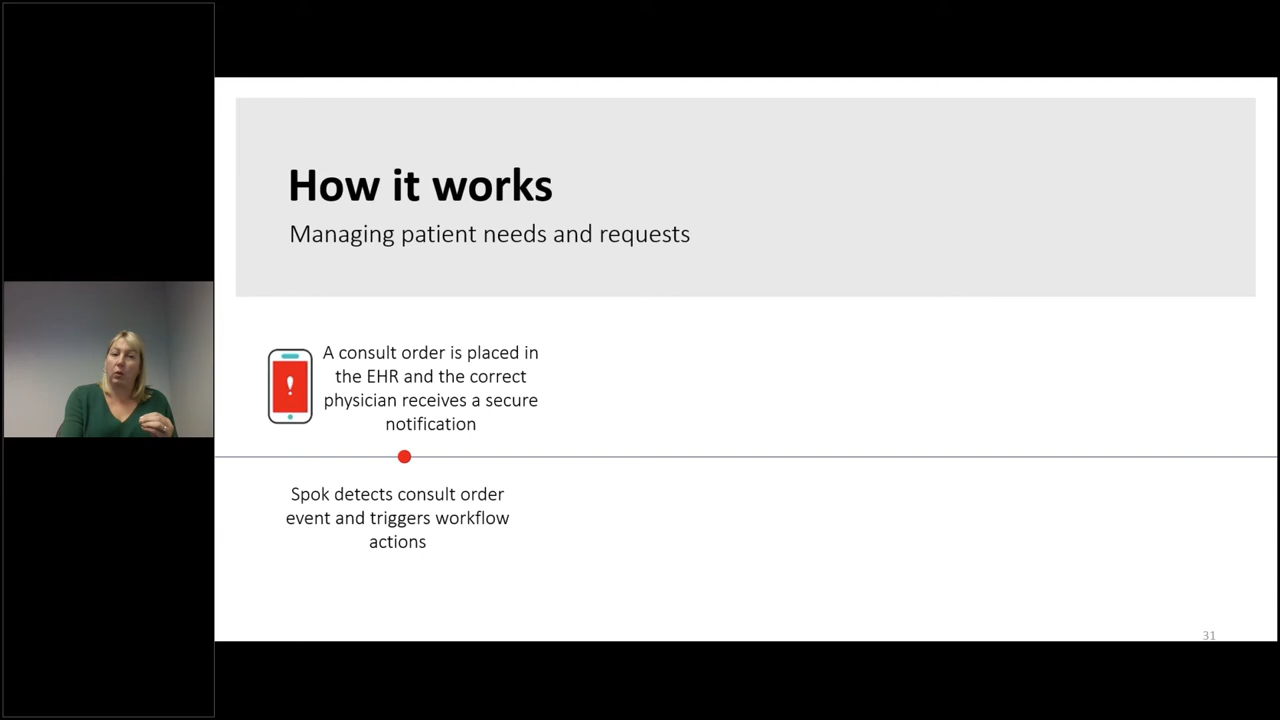 How it works
Managing patient needs and requests
!
A consult order is placed in
the EHR and the correct
physician receives a secure
notification
Spok detects consult order
event and triggers workflow
actions
31